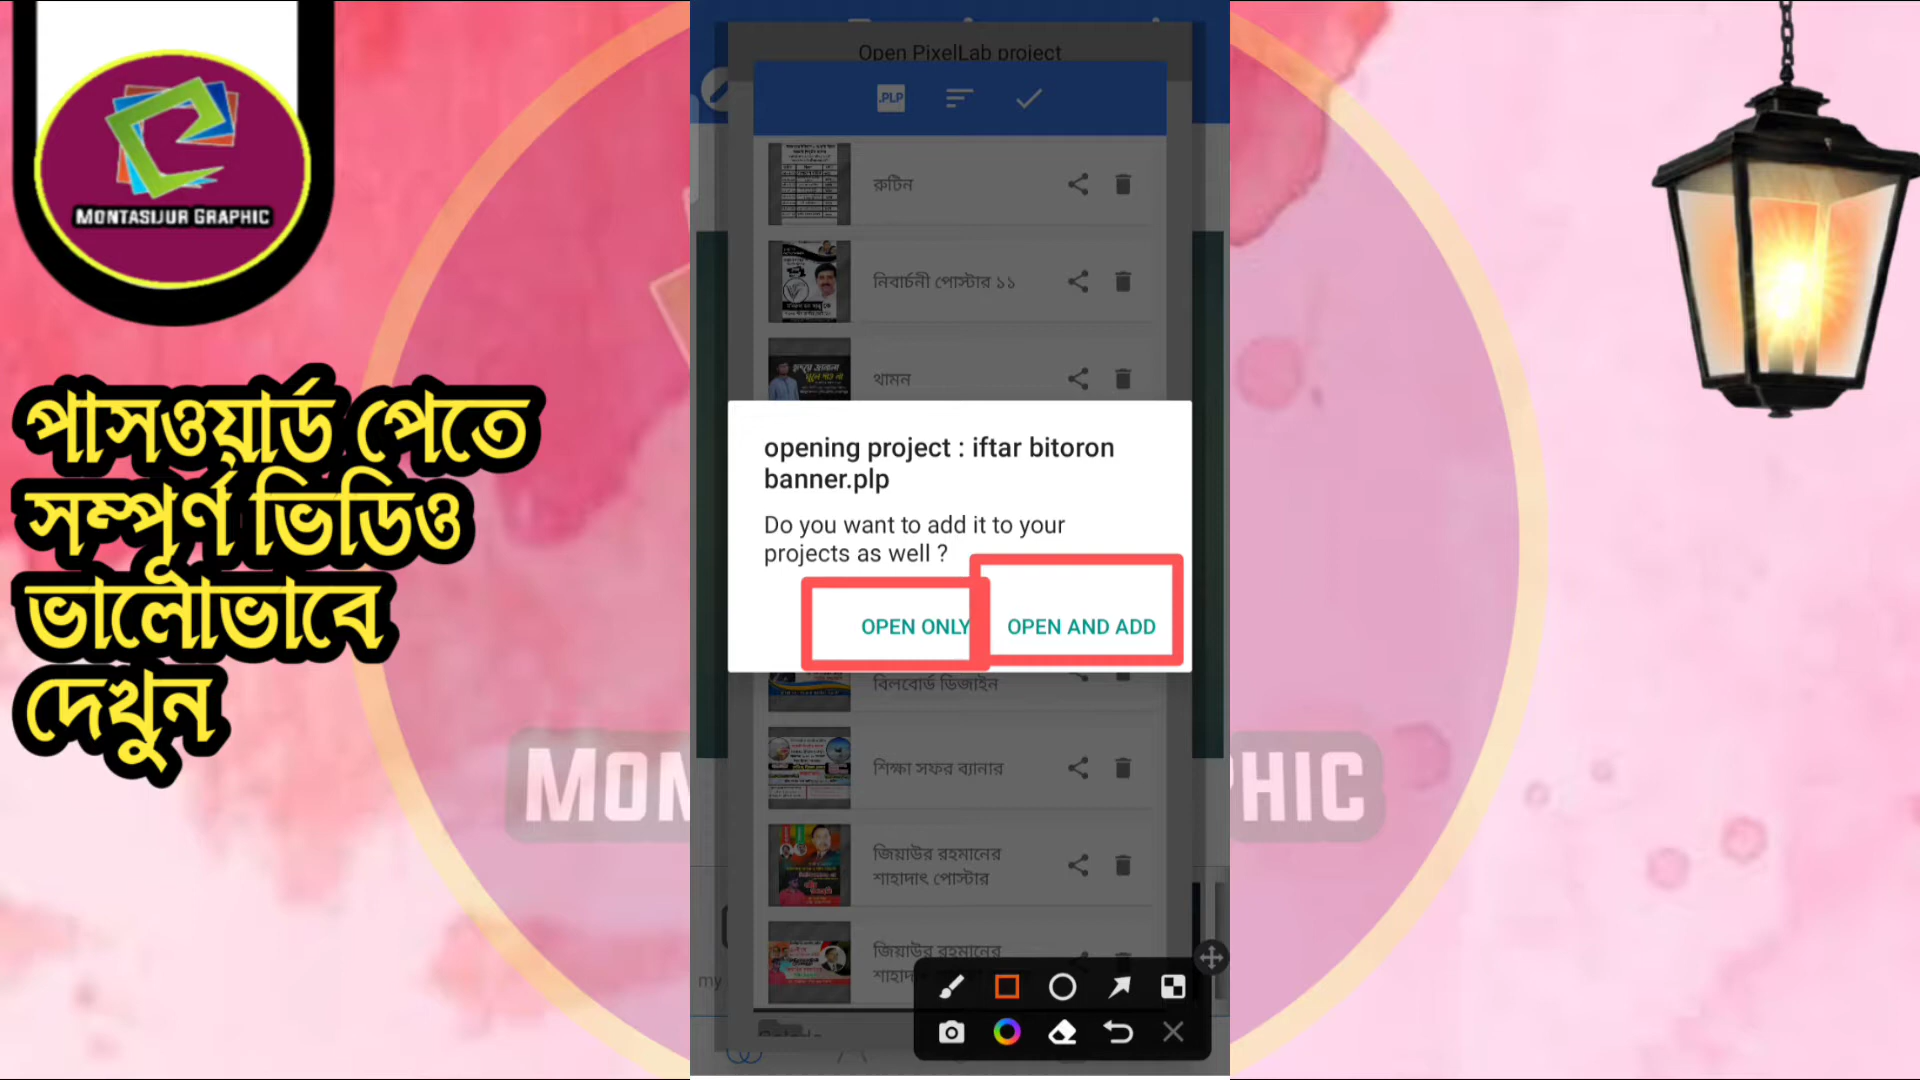 MONTASIJUR GRAPHIC
পাসওয়ার্ড পেতে
সম্পূর্ণ ভিডিও
ভালোভাবে
দেখুন
Open PixelLab project
.PLP
রুটিন
নির্বাচনী পোস্টার ১১
থামন
opening project : iftar bitoron
banner.plp
Do you want to add it to your
projects as well ?
OPEN ONLY
OPEN AND ADD
বিলবোর্ড ডিজাইন
শিক্ষা সফর ব্যানার
জিয়াউর রহমানের
শাহাদাৎ পোস্টার
জিয়াউর রহমানের
my
MON
PHIC